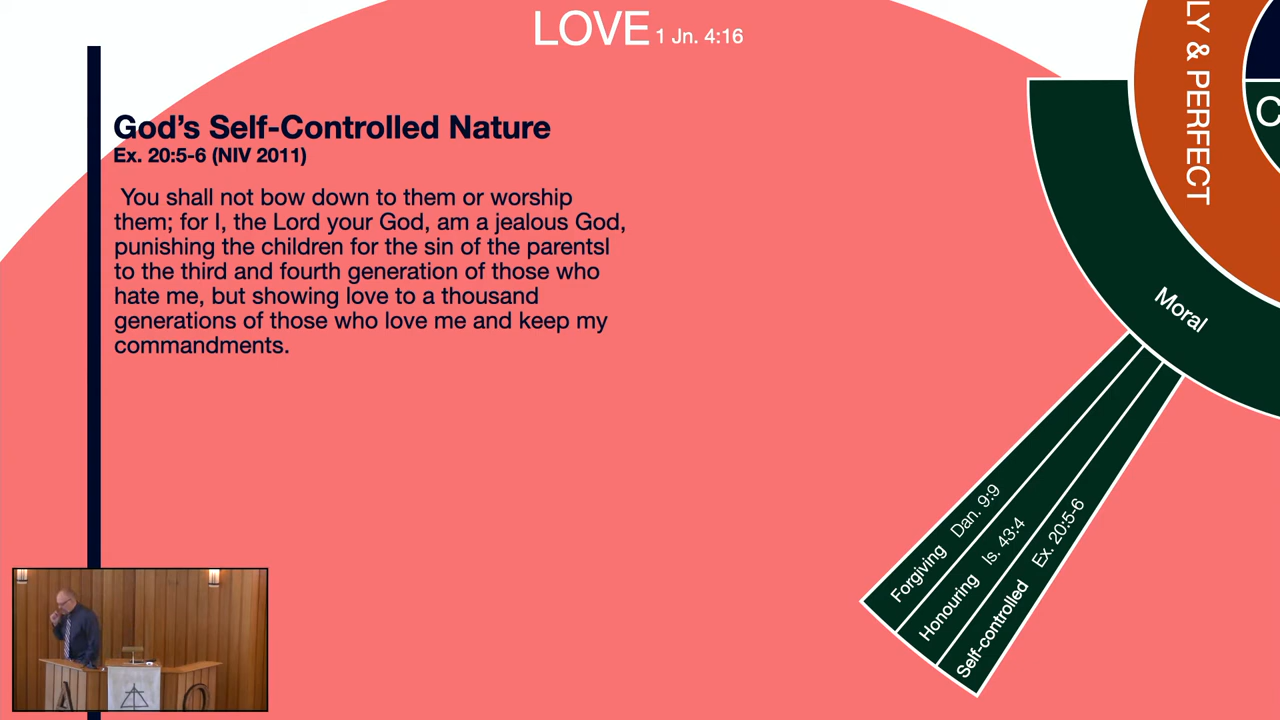 LOVE 1 Jn. 4:16
God's Self-Controlled Nature
Ex. 20:5-6 (NIV 2011)
You shall not bow down to them or worship
them; for I, the Lord your God, am a jealous God,
punishing the children for the sin of the parentsl
to the third and fourth generation of those who
hate me, but showing love to a thousand
generations of those who love me and keep my
commandments.
LY & PERFECT
C
Moral
Forgiving Dan. 9:9
Honouring Is. 43:4
Self-controlled Ex. 20:5-6
A O